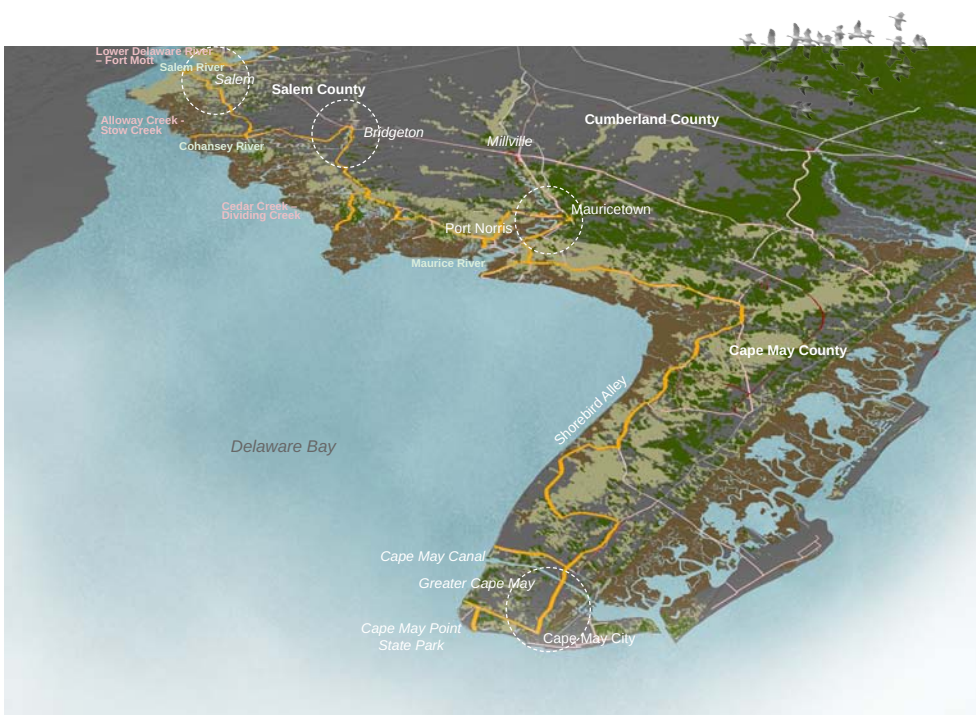 Lower Delaware River
– Fort Mott
Salem River
Salem
Salem County
Alloway Creek -
Stow Creek
Bridgeton
Cumberland County
Millville
Cohansey River
Cedar Creek
Dividing Creek
Mauricetown
Port Norris
Maurice River
Cape May County
Shorebird Alley
Delaware Bay
Cape May Canal
Greater Cape May
Cape May Point
State Park
Cape May City